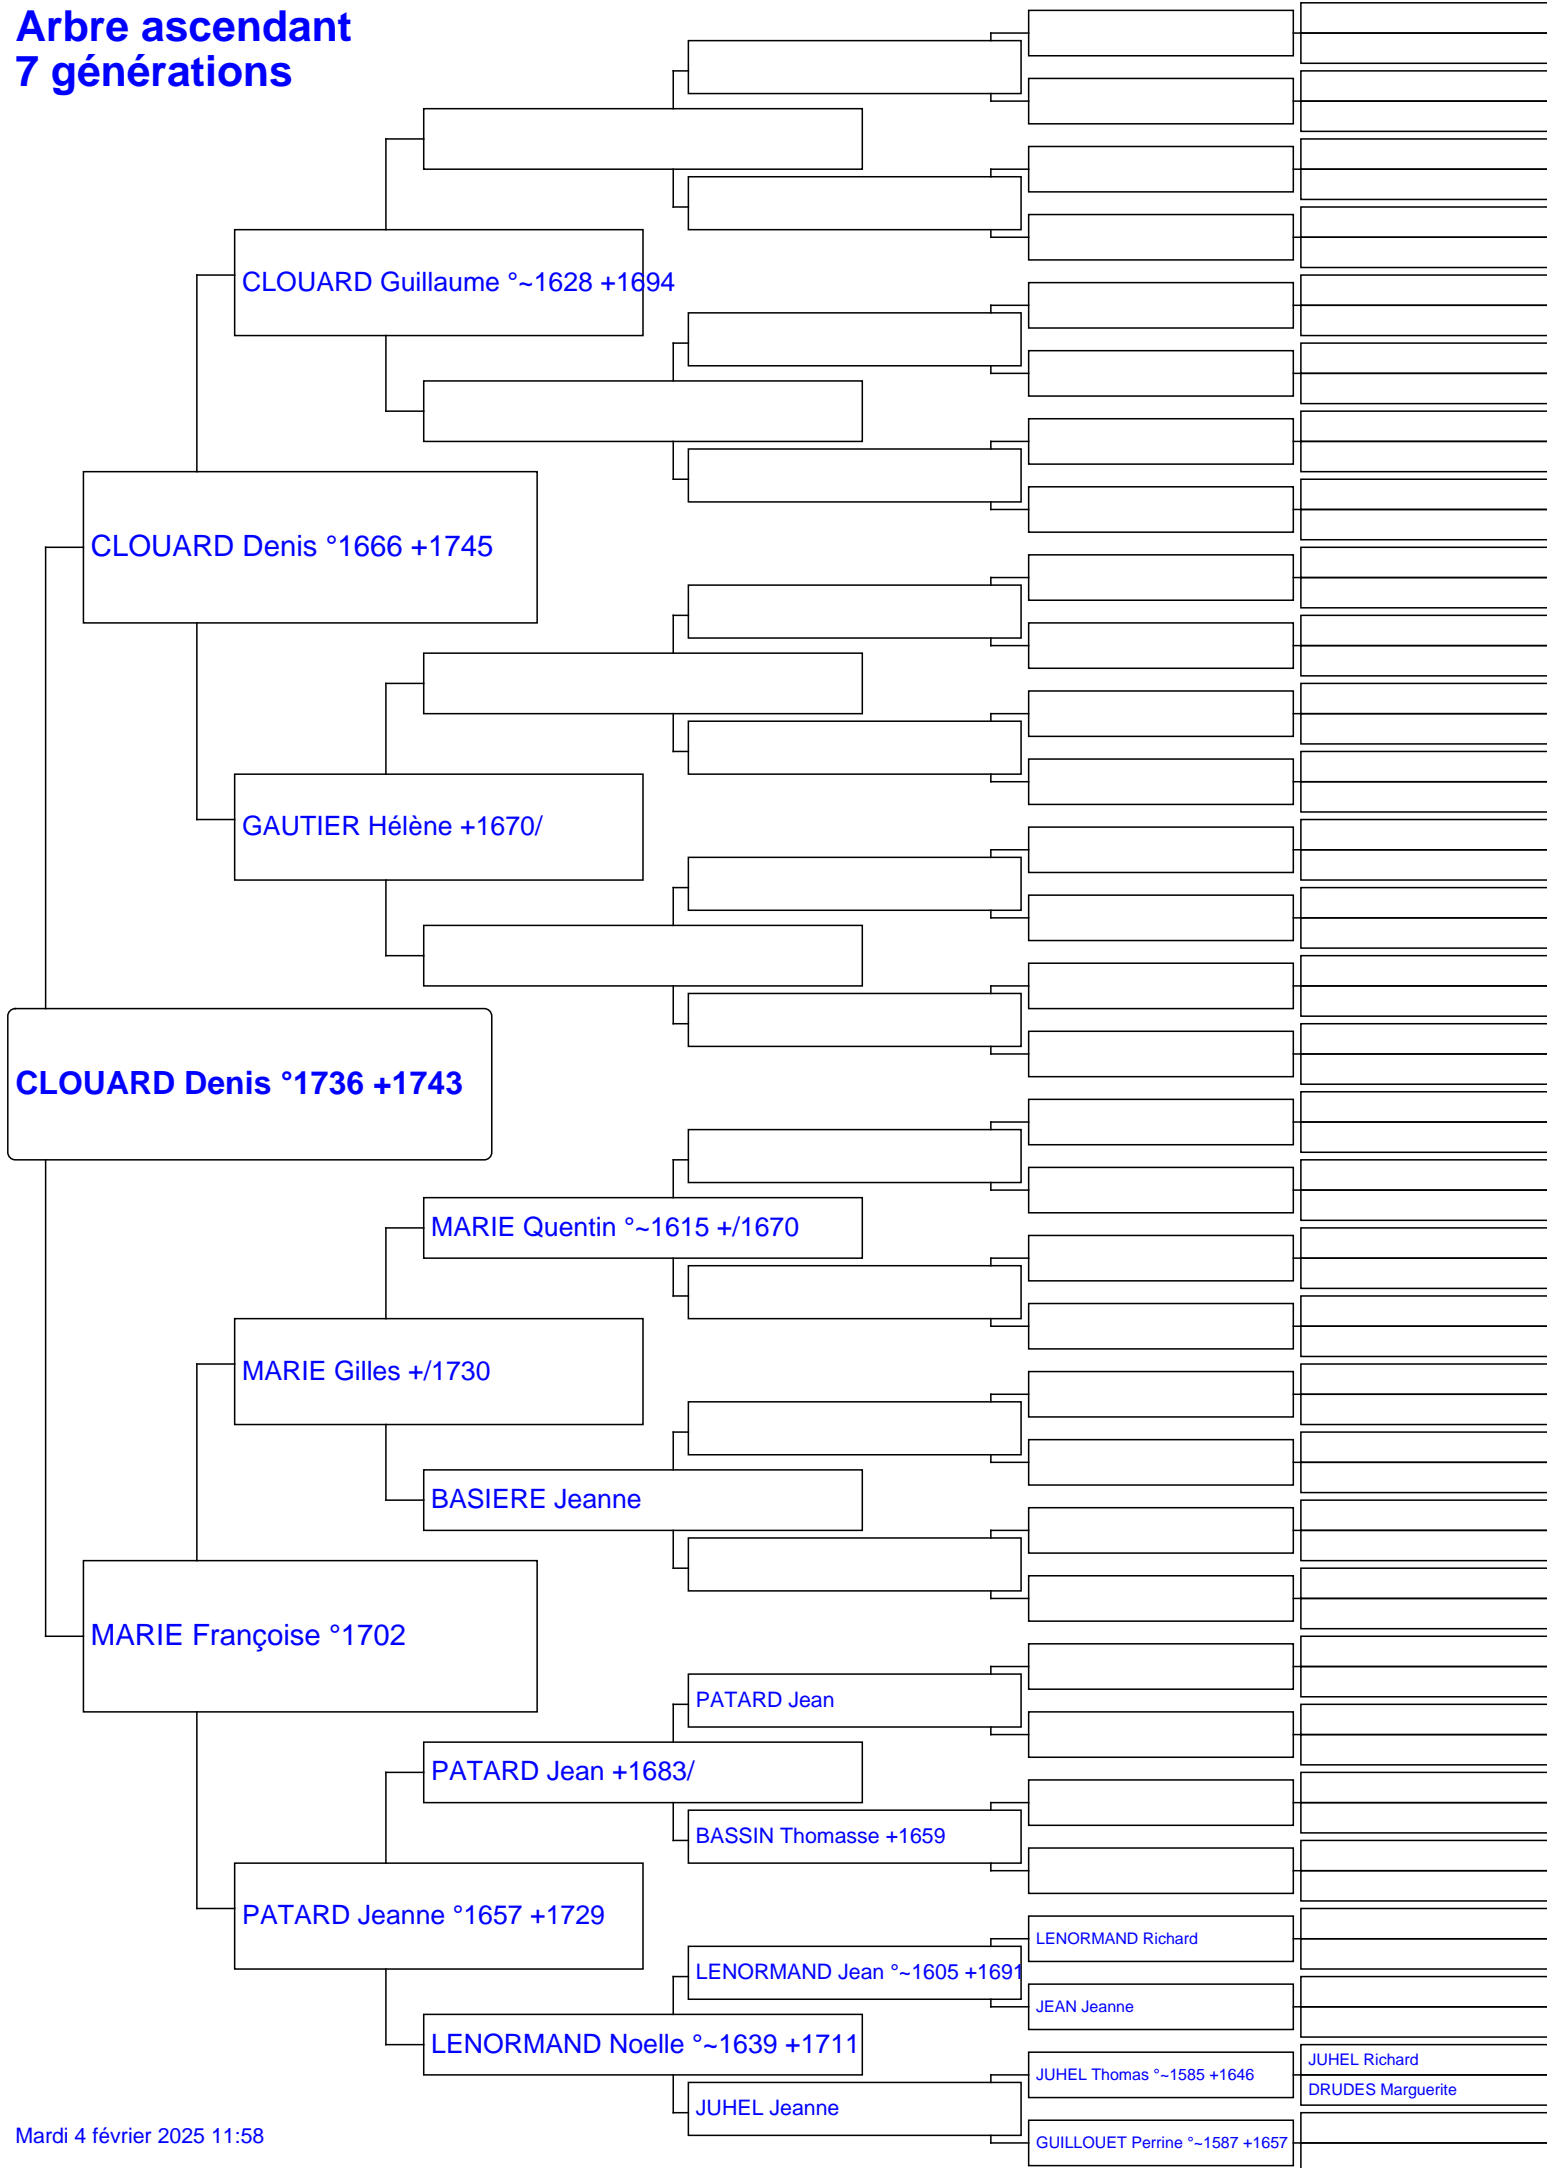 Arbre ascendant
7 générations
CLOUARD Guillaume °~1628 +1694
CLOUARD Denis °1666 +1745
GAUTIER Hélène +1670/
CLOUARD Denis °1736 +1743
MARIE Quentin °~1615 +/1670
MARIE Gilles +/1730
BASIERE Jeanne
MARIE Françoise °1702
PATARD Jean
PATARD Jean +1683/
BASSIN Thomasse +1659
PATARD Jeanne °1657 +1729
LENORMAND Richard
LENORMAND Jean °~1605 +1691
JEAN Jeanne
LENORMAND Noelle °~1639 +1711
JUHEL Richard
JUHEL Thomas °~1585 +1646
DRUDES Marguerite
JUHEL Jeanne
GUILLOUET Perrine °~1587 +1657
Mardi 4 février 2025 11:58